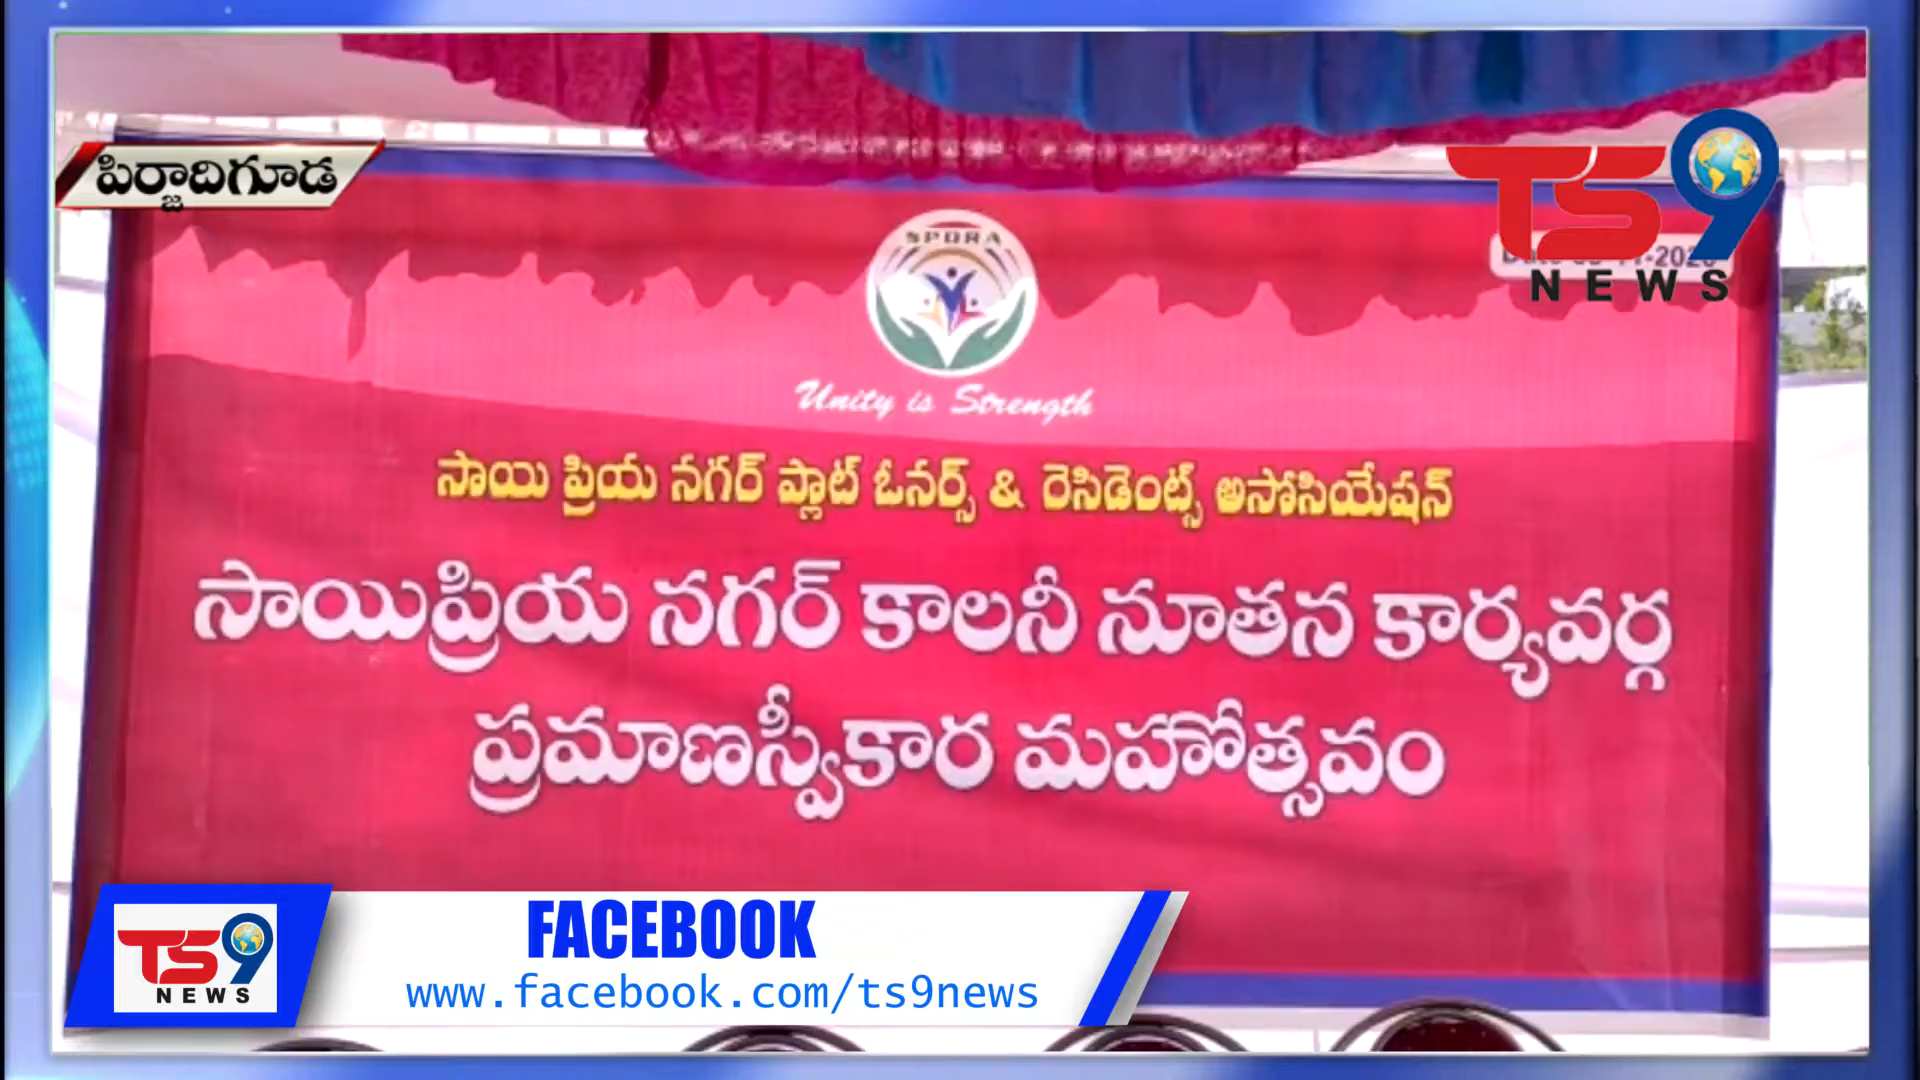 పిర్జాదిగూడ
TS9
NEWS
SPORA
Unity is Strength
సాయి ప్రియ నగర్ ప్లాట్ ఓనర్స్ & రెసిడెంట్స్ అసోసియేషన్
సాయిప్రియ నగర్ కాలనీ నూతన కార్యవర్గ
ప్రమాణస్వీకార మహోత్సవం
TS9
NEWS
FACEBOOK
www.facebook.com/ts9news